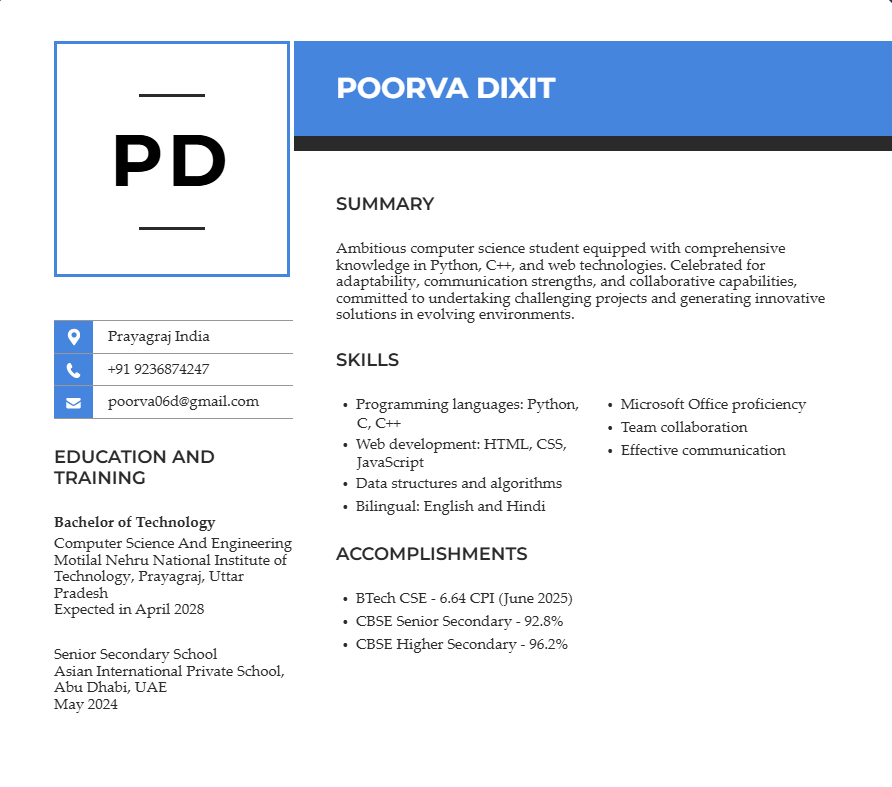 PD
Prayagraj India
+91 9236874247
poorva06d@gmail.com
EDUCATION AND
TRAINING
Bachelor of Technology
Computer Science And Engineering
Motilal Nehru National Institute of
Technology, Prayagraj, Uttar
Pradesh
Expected in April 2028
Senior Secondary School
Asian International Private School,
Abu Dhabi, UAE
May 2024
POORVA DIXIT
SUMMARY
Ambitious computer science student equipped with comprehensive
knowledge in Python, C++, and web technologies. Celebrated for
adaptability, communication strengths, and collaborative capabilities,
committed to undertaking challenging projects and generating innovative
solutions in evolving environments.
SKILLS
• Programming languages: Python,
C, C++
• Web development: HTML, CSS,
JavaScript
• Data structures and algorithms
• Bilingual: English and Hindi
• Microsoft Office proficiency
• Team collaboration
• Effective communication
ACCOMPLISHMENTS
• BTech CSE - 6.64 CPI (June 2025)
• CBSE Senior Secondary - 92.8%
• CBSE Higher Secondary - 96.2%